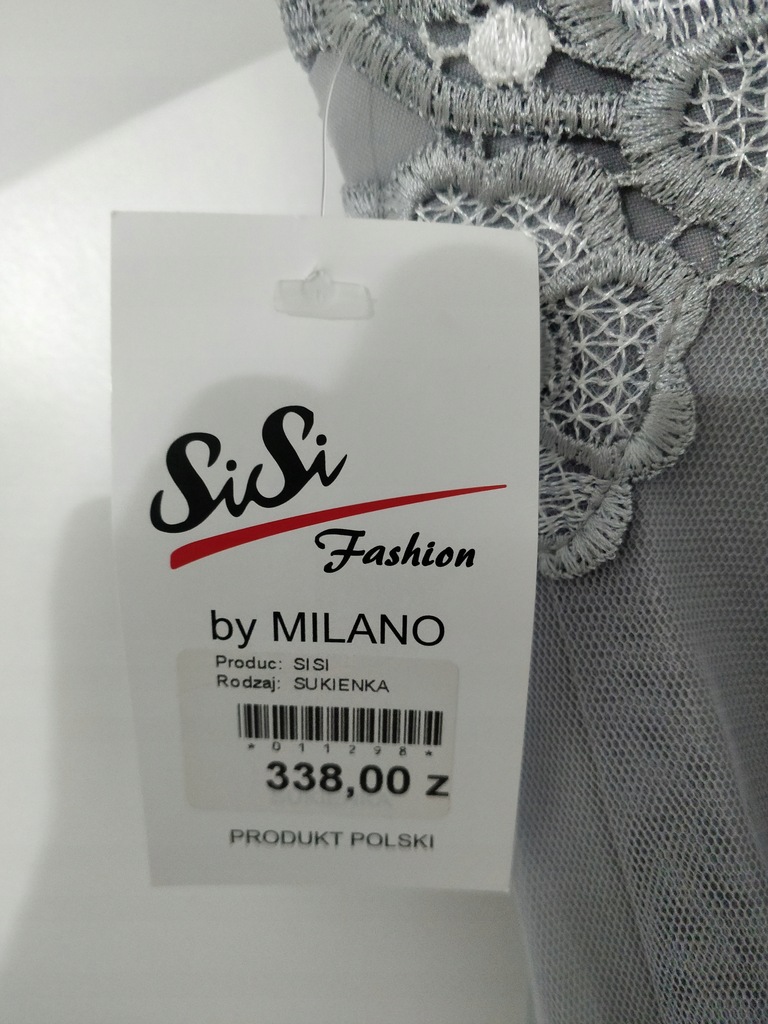 SiSi
Fashion
by MILANO
Produc: SISI
Rodzaj: SUKIENKA
*011298*
338,00 z
PRODUKT POLSKI